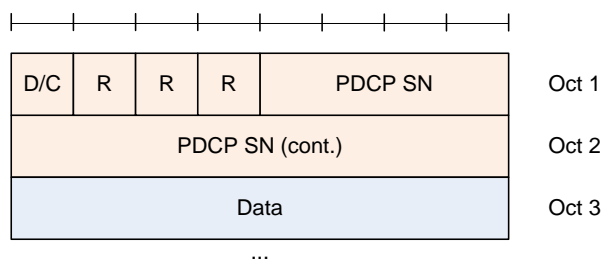 D/C R R R PDCP SN Oct 1
PDCP SN (cont.) Oct 2
Data Oct 3
...